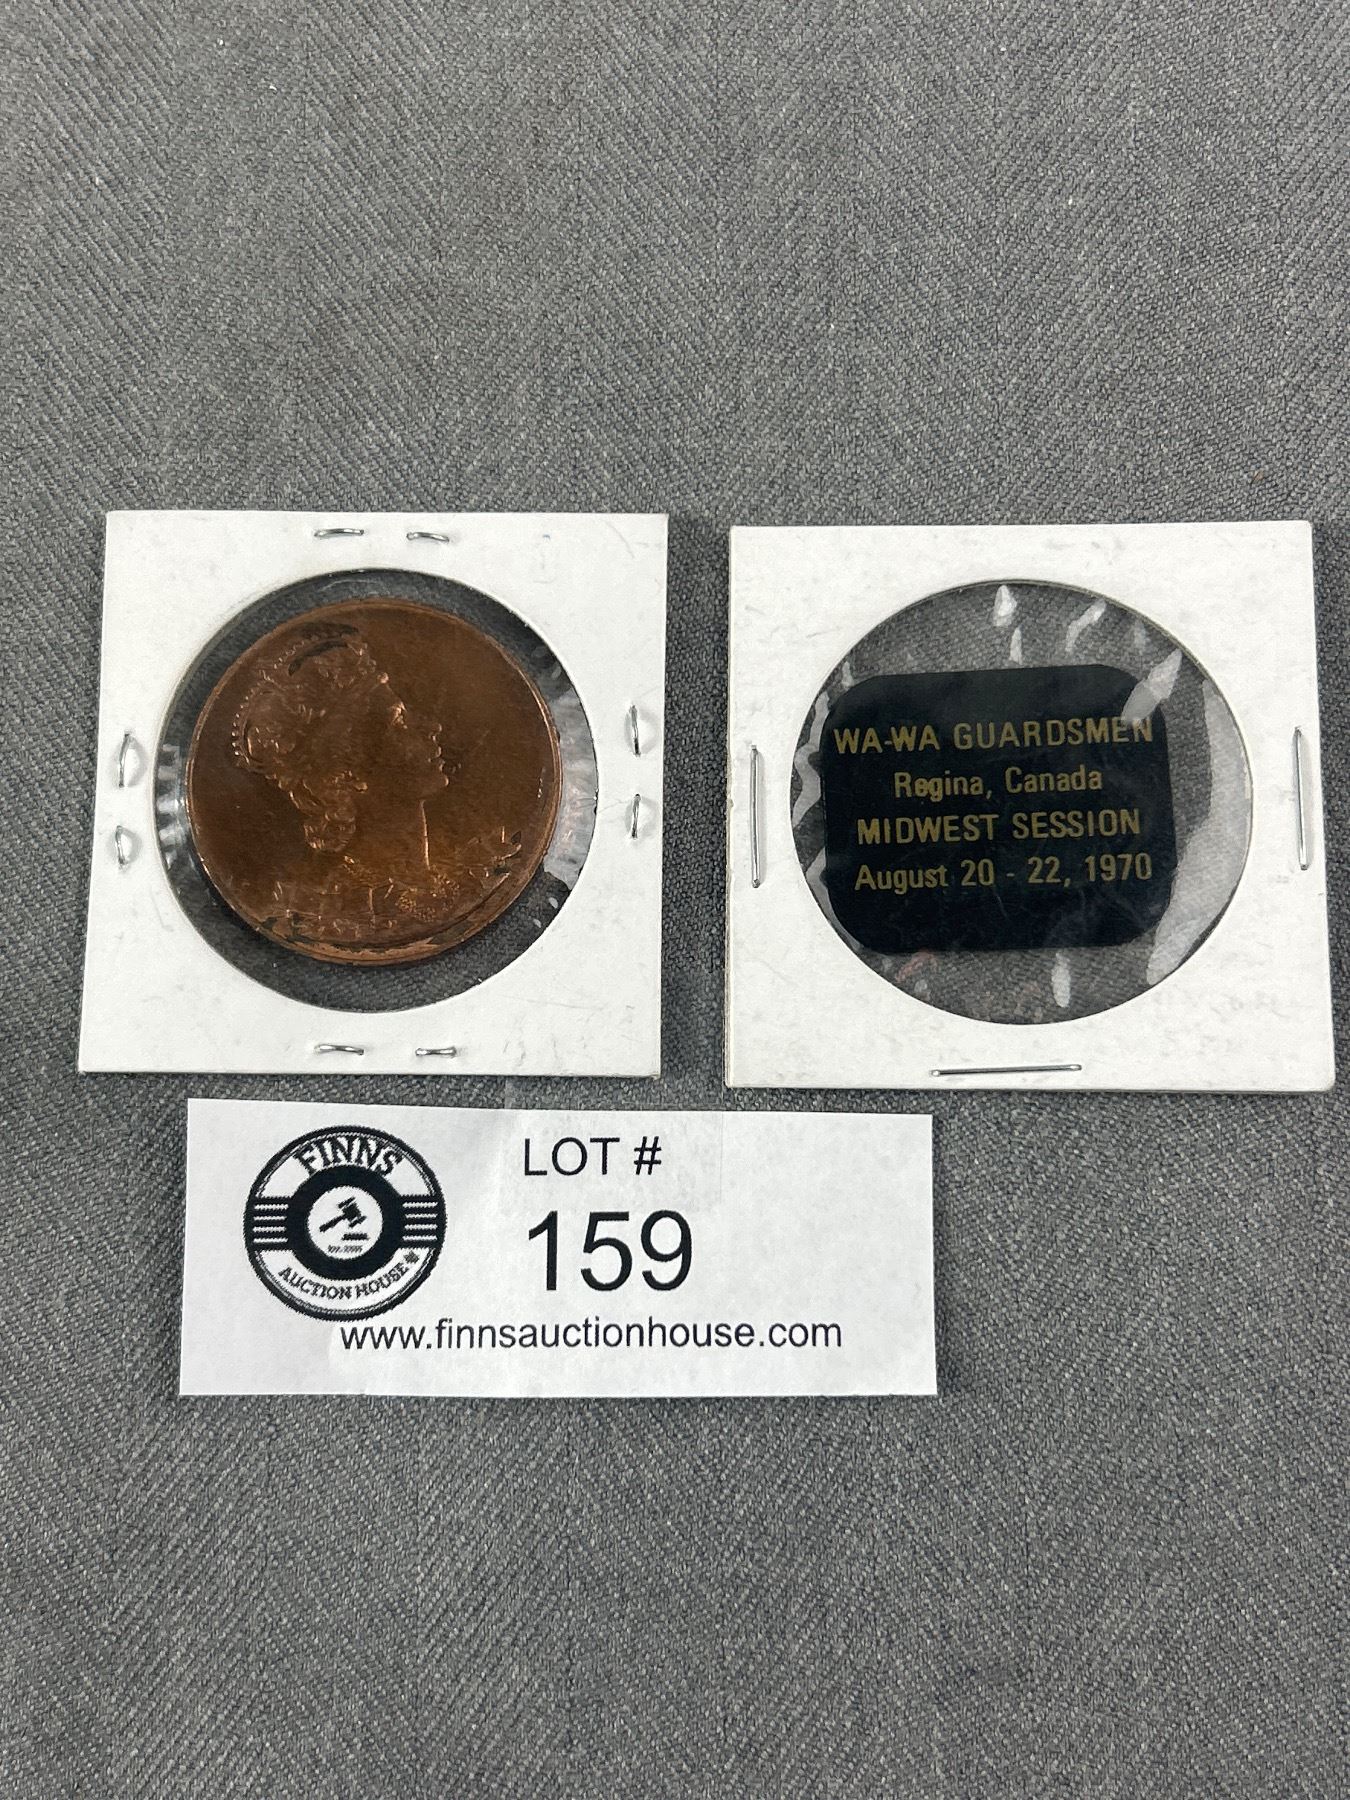 WA-WA GUARDSMEN
Regina, Canada
MIDWEST SESSION
August 20 - 22, 1970
FINNS
AUCTION HOUSE
LOT #
159
www.finnsauctionhouse.com